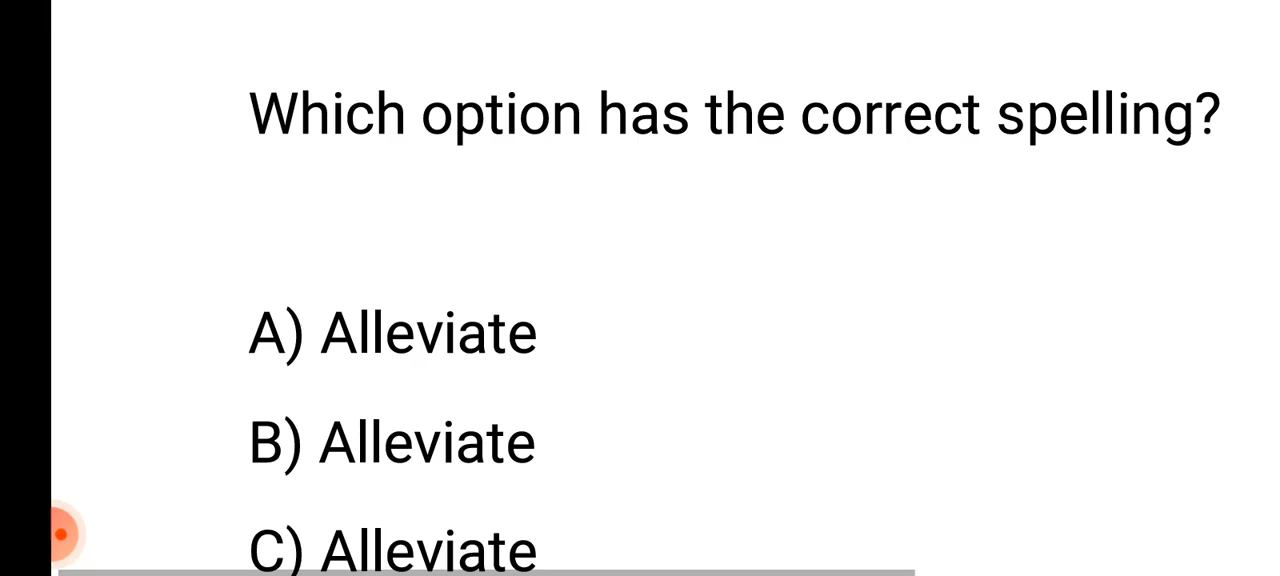 Which option has the correct spelling?
A) Alleviate
B) Alleviate
C) Alleviate